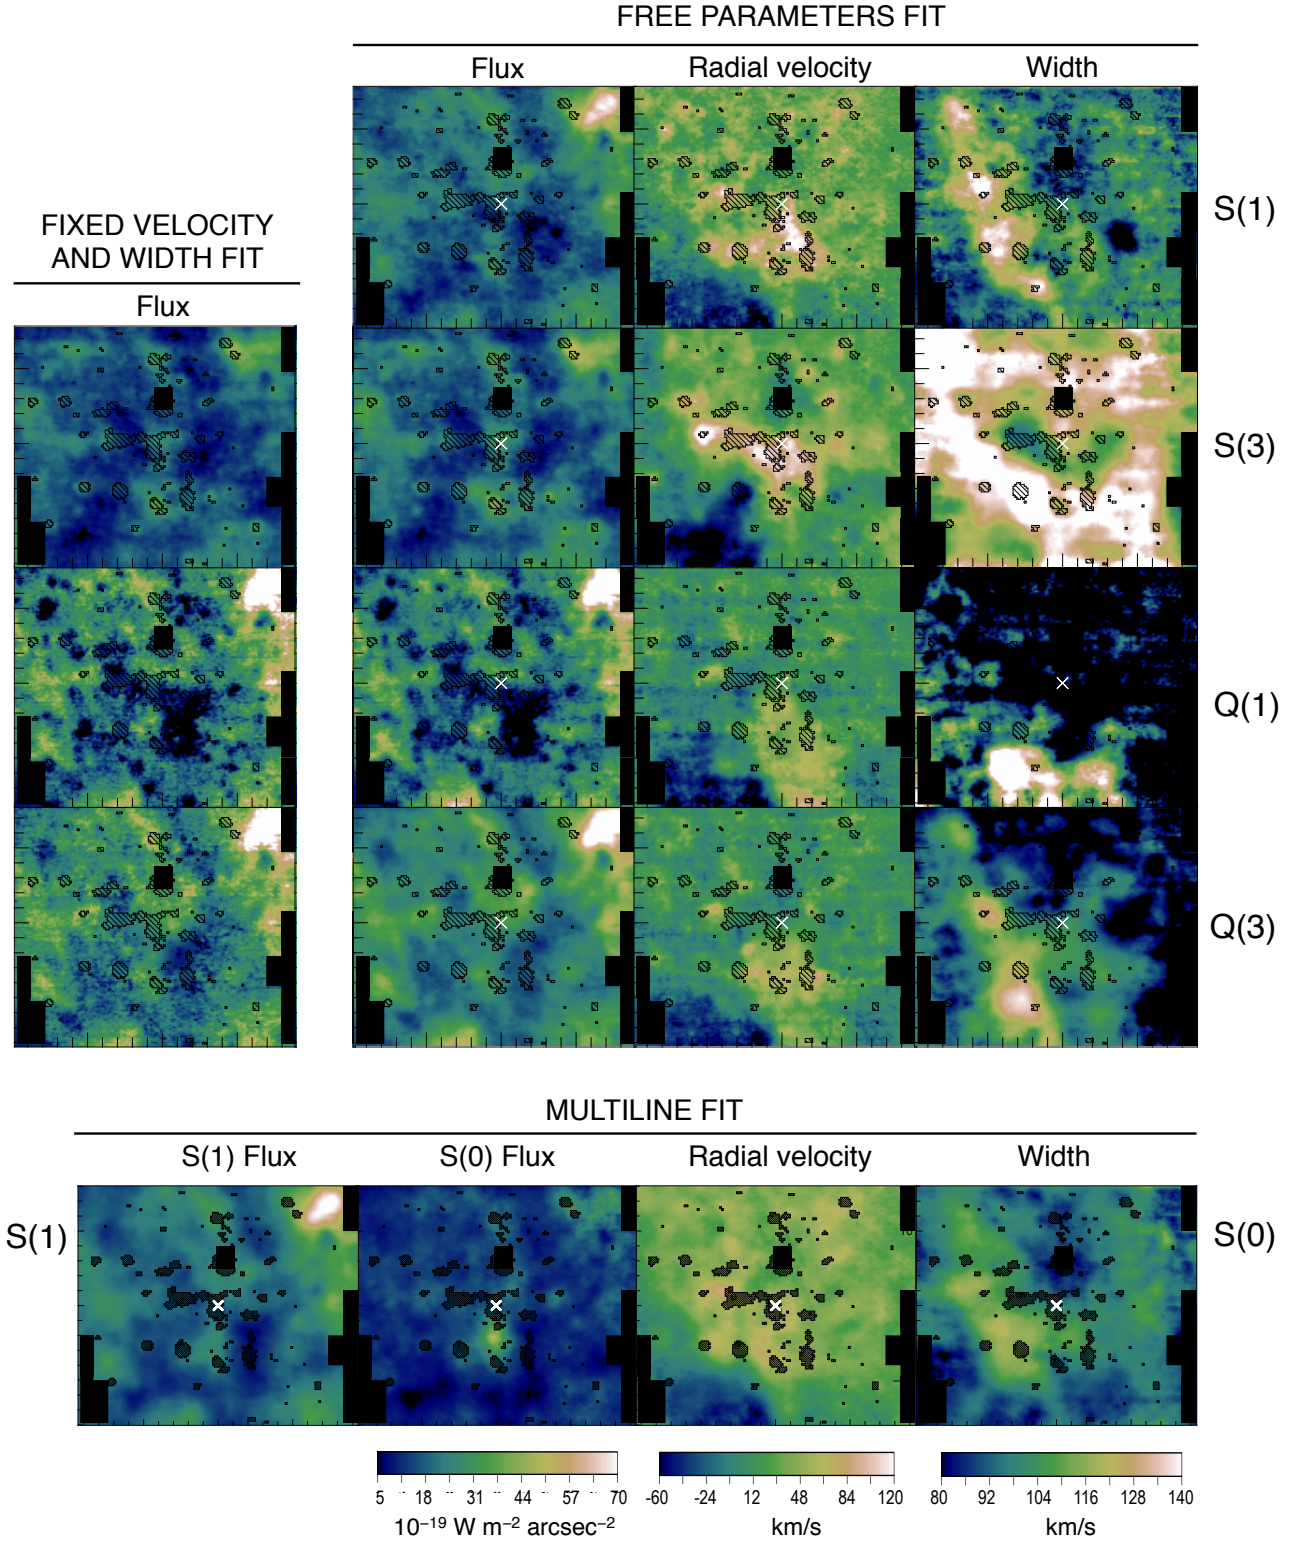 FREE PARAMETERS FIT
Flux Radial velocity Width
S(1)
FIXED VELOCITY
AND WIDTH FIT
Flux
S(3)
Q(1)
Q(3)
MULTILINE FIT
S(1) Flux S(0) Flux Radial velocity Width
S(1) S(0)
5 18 31 44 57 70 -60 -24 12 48 84 120 80 92 104 116 128 140
10⁻¹⁹ W m⁻² arcsec⁻² km/s km/s